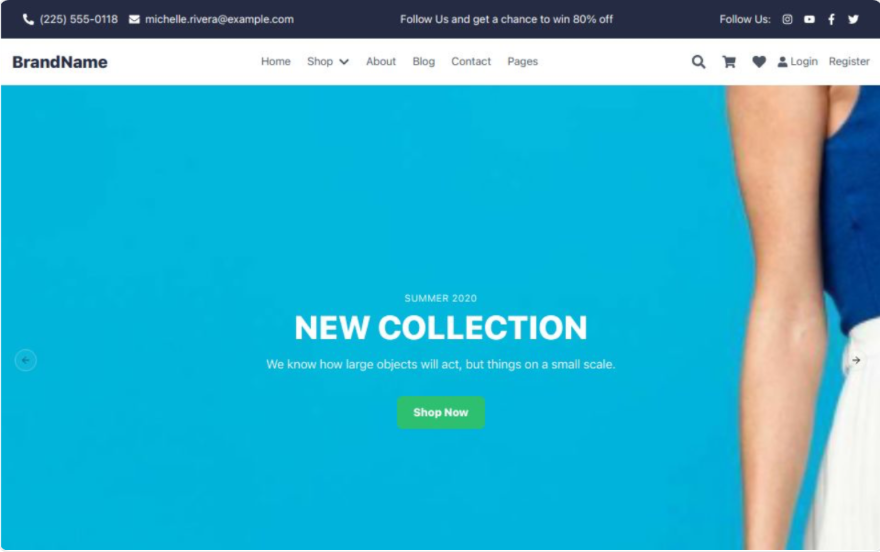 (225) 555-0118 michelle.rivera@example.com Follow Us and get a chance to win 80% off Follow Us:
BrandName Home Shop About Blog Contact Pages Login Register
SUMMER 2020
NEW COLLECTION
We know how large objects will act, but things on a small scale.
Shop Now